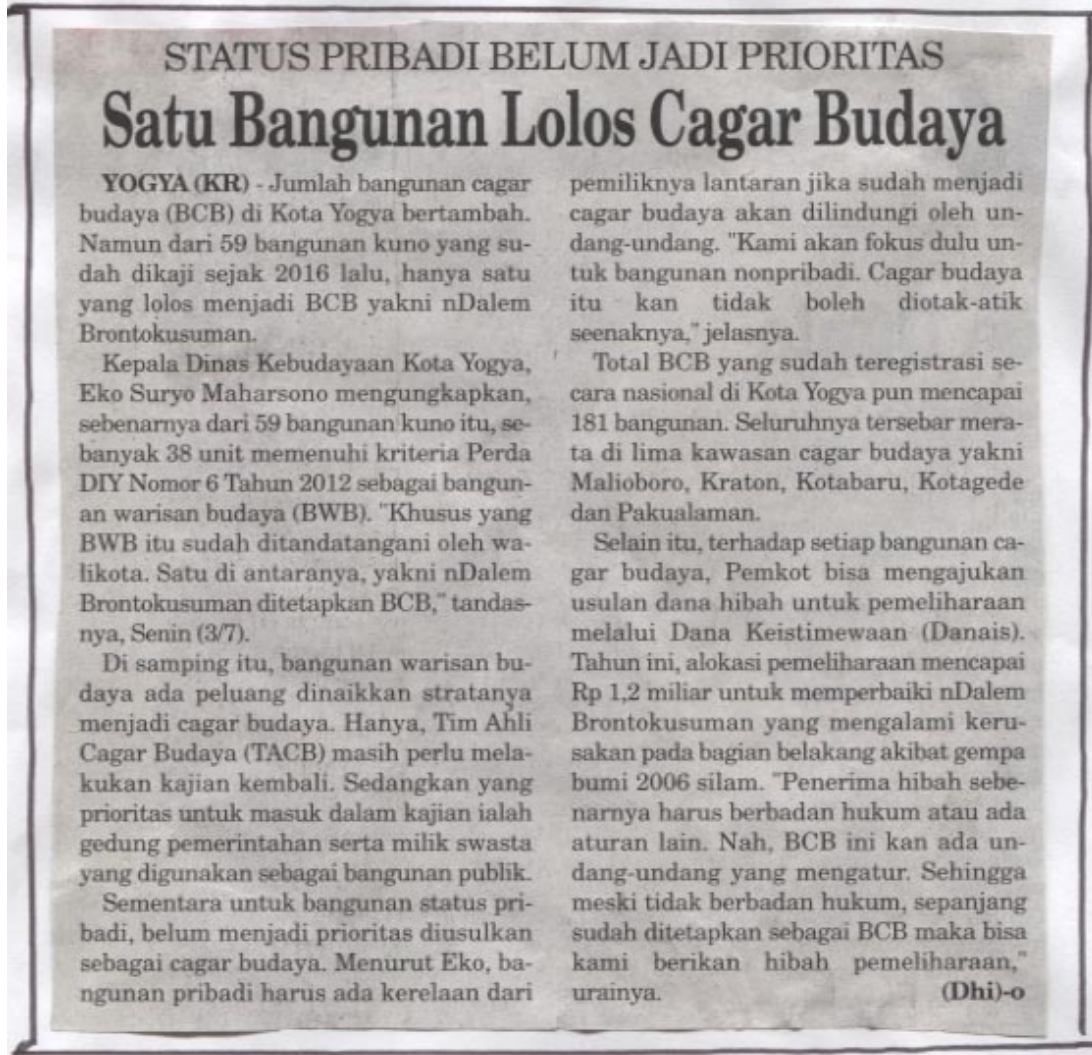 STATUS PRIBADI BELUM JADI PRIORITAS
Satu Bangunan Lolos Cagar Budaya
YOGYA (KR) - Jumlah bangunan cagar
budaya (BCB) di Kota Yogya bertambah.
Namun dari 59 bangunan kuno yang su-
dah dikaji sejak 2016 lalu, hanya satu
yang lolos menjadi BCB yakni nDalem
Brontokusuman.
Kepala Dinas Kebudayaan Kota Yogya,
Eko Suryo Maharsono mengungkapkan,
sebenarnya dari 59 bangunan kuno itu, se-
banyak 38 unit memenuhi kriteria Perda
DIY Nomor 6 Tahun 2012 sebagai bangun-
an warisan budaya (BWB). "Khusus yang
BWB itu sudah ditandatangani oleh wa-
likota. Satu di antaranya, yakni nDalem
Brontokusuman ditetapkan BCB," tandas-
nya, Senin (3/7).
Di samping itu, bangunan warisan bu-
daya ada peluang dinaikkan stratanya
menjadi cagar budaya. Hanya, Tim Ahli
Cagar Budaya (TACB) masih perlu mela-
kukan kajian kembali. Sedangkan yang
prioritas untuk masuk dalam kajian ialah
gedung pemerintahan serta milik swasta
yang digunakan sebagai bangunan publik.
Sementara untuk bangunan status pri-
badi, belum menjadi prioritas diusulkan
sebagai cagar budaya. Menurut Eko, ba-
ngunan pribadi harus ada kerelaan dari
pemiliknya lantaran jika sudah menjadi
cagar budaya akan dilindungi oleh un-
dang-undang. "Kami akan fokus dulu un-
tuk bangunan nonpribadi. Cagar budaya
itu kan tidak boleh diotak-atik
seenaknya," jelasnya.
Total BCB yang sudah teregistrasi se-
cara nasional di Kota Yogya pun mencapai
181 bangunan. Seluruhnya tersebar mera-
ta di lima kawasan cagar budaya yakni
Malioboro, Kraton, Kotabaru, Kotagede
dan Pakualaman.
Selain itu, terhadap setiap bangunan ca-
gar budaya, Pemkot bisa mengajukan
usulan dana hibah untuk pemeliharaan
melalui Dana Keistimewaan (Danais).
Tahun ini, alokasi pemeliharaan mencapai
Rp 1,2 miliar untuk memperbaiki nDalem
Brontokusuman yang mengalami keru-
sakan pada bagian belakang akibat gempa
bumi 2006 silam. "Penerima hibah sebe-
narnya harus berbadan hukum atau ada
aturan lain. Nah, BCB ini kan ada un-
dang-undang yang mengatur. Sehingga
meski tidak berbadan hukum, sepanjang
sudah ditetapkan sebagai BCB maka bisa
kami berikan hibah pemeliharaan,"
urainya. (Dhi)-o